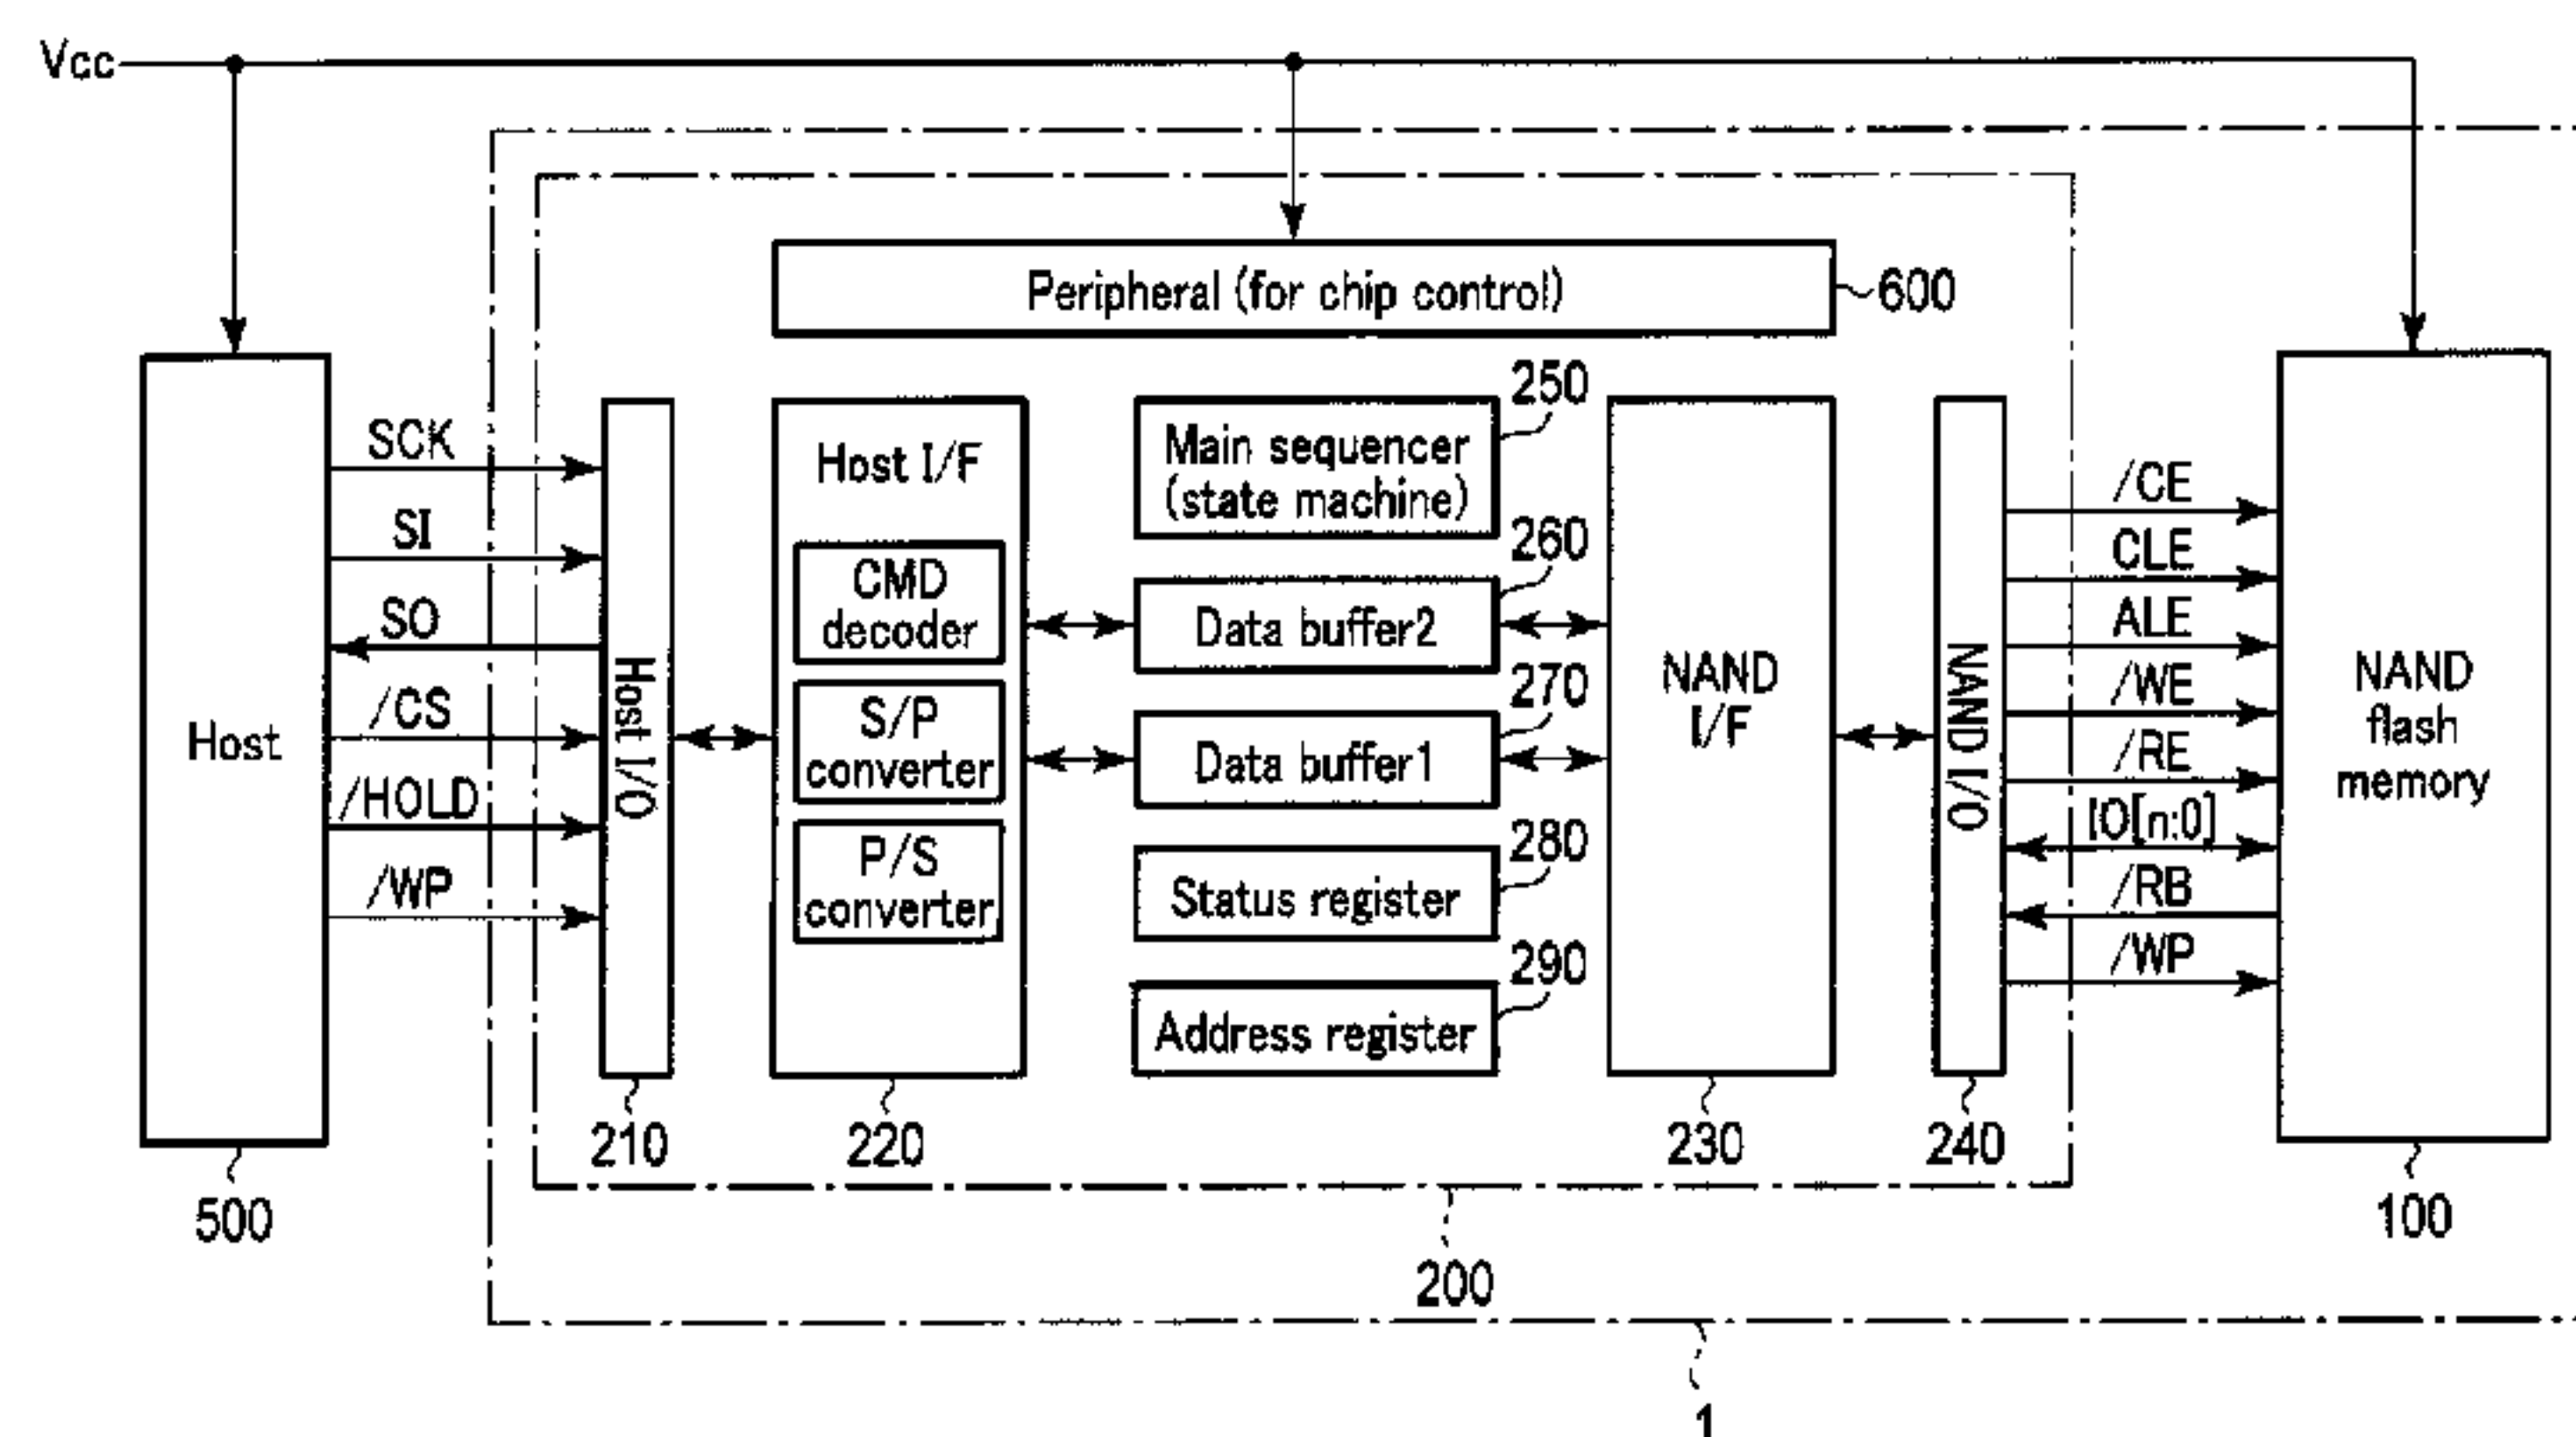 Vcc
Peripheral (for chip control)
600
Host
500
SCK
SI
SO
/CS
/HOLD
/WP
Host I/O
210
Host I/F
CMD
decoder
S/P
converter
P/S
converter
220
Main sequencer
(state machine)
250
Data buffer2
260
Data buffer1
270
Status register
280
Address register
290
NAND
I/F
230
NAND I/O
240
/CE
CLE
ALE
/WE
/RE
IO[n:0]
/RB
/WP
NAND
flash
memory
100
200
1